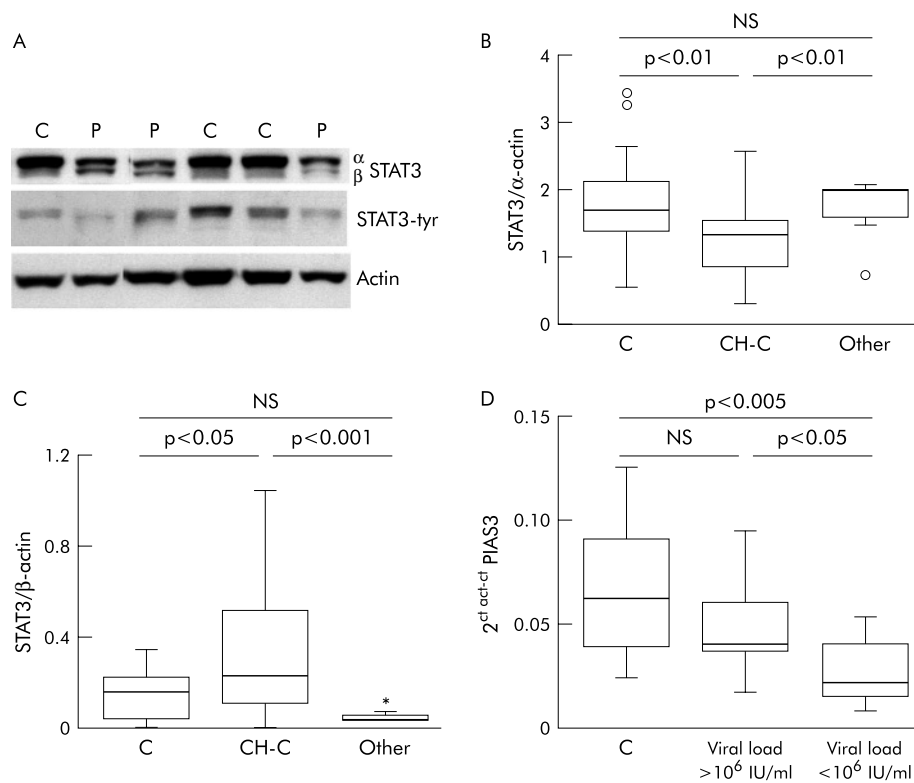 A
C P P C C P
α
β STAT3
STAT3-tyr
Actin
B
NS
p<0.01 p<0.01
4
3
2
1
0
STAT3/α-actin
C CH-C Other
C
NS
p<0.05 p<0.001
1.2
0.8
0.4
0
STAT3/β-actin
*
C CH-C Other
D
p<0.005
NS p<0.05
0.15
0.10
0.05
0
2^ct act-ct PIAS3
C
Viral load
>10⁶ IU/ml
Viral load
<10⁶ IU/ml